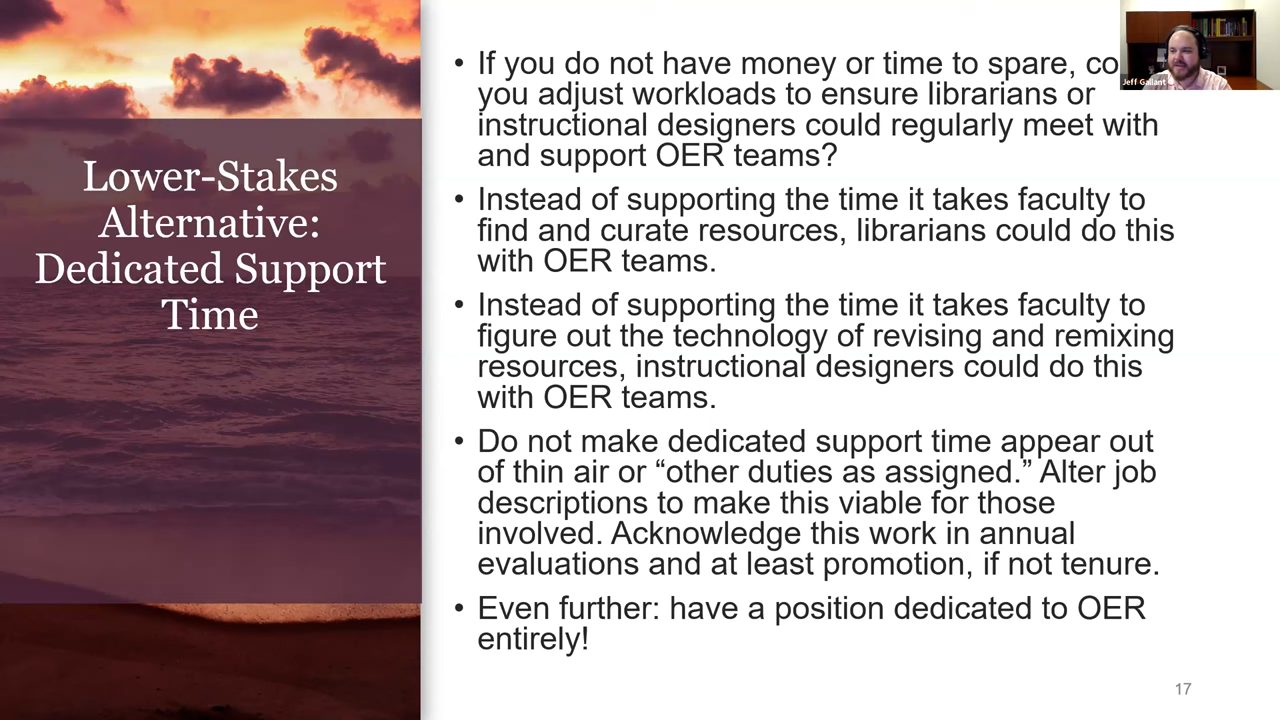 Lower-Stakes
Alternative:
Dedicated Support
Time
• If you do not have money or time to spare, co
you adjust workloads to ensure librarians or
instructional designers could regularly meet with
and support OER teams?
• Instead of supporting the time it takes faculty to
find and curate resources, librarians could do this
with OER teams.
• Instead of supporting the time it takes faculty to
figure out the technology of revising and remixing
resources, instructional designers could do this
with OER teams.
• Do not make dedicated support time appear out
of thin air or “other duties as assigned.” Alter job
descriptions to make this viable for those
involved. Acknowledge this work in annual
evaluations and at least promotion, if not tenure.
• Even further: have a position dedicated to OER
entirely!
Jeff Gallant
17